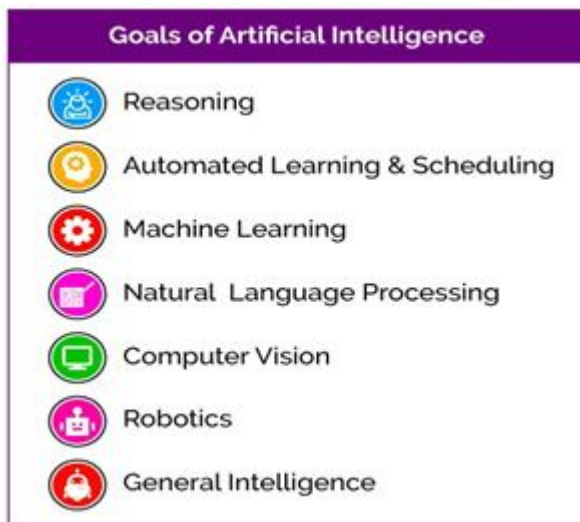 Goals of Artificial Intelligence
Reasoning
Automated Learning & Scheduling
Machine Learning
Natural Language Processing
Computer Vision
Robotics
General Intelligence